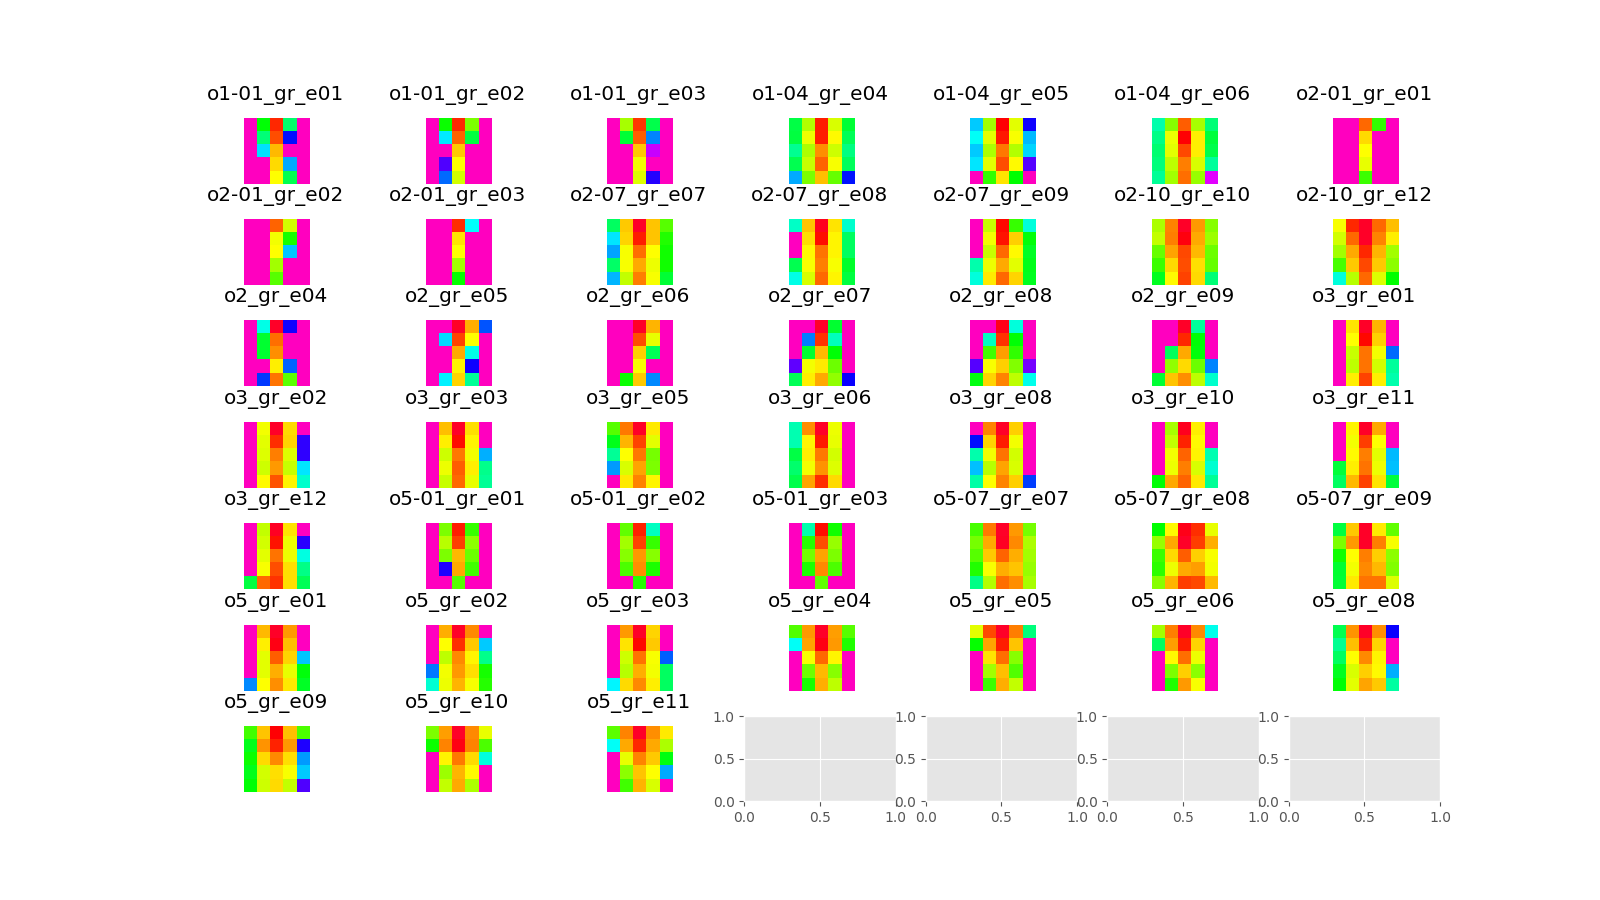 o1-01_gr_e01 o1-01_gr_e02 o1-01_gr_e03 o1-04_gr_e04 o1-04_gr_e05 o1-04_gr_e06 o2-01_gr_e01
o2-01_gr_e02 o2-01_gr_e03 o2-07_gr_e07 o2-07_gr_e08 o2-07_gr_e09 o2-10_gr_e10 o2-10_gr_e12
o2_gr_e04 o2_gr_e05 o2_gr_e06 o2_gr_e07 o2_gr_e08 o2_gr_e09 o3_gr_e01
o3_gr_e02 o3_gr_e03 o3_gr_e05 o3_gr_e06 o3_gr_e08 o3_gr_e10 o3_gr_e11
o3_gr_e12 o5-01_gr_e01 o5-01_gr_e02 o5-01_gr_e03 o5-07_gr_e07 o5-07_gr_e08 o5-07_gr_e09
o5_gr_e01 o5_gr_e02 o5_gr_e03 o5_gr_e04 o5_gr_e05 o5_gr_e06 o5_gr_e08
o5_gr_e09 o5_gr_e10 o5_gr_e11
1.0 1.0 1.0 1.0
0.5 0.5 0.5 0.5
0.0 0.0 0.0 0.0
0.0 0.5 1.0 0.0 0.5 1.0 0.0 0.5 1.0 0.0 0.5 1.0